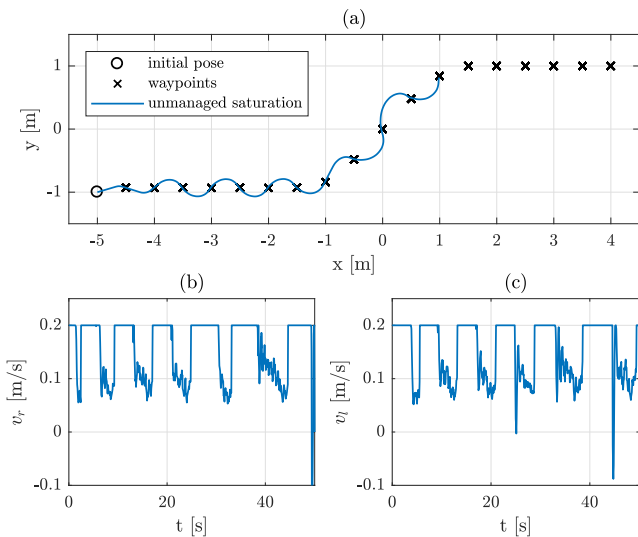 (a)
1
0
-1
y [m]
initial pose
waypoints
unmanaged saturation
-5 -4 -3 -2 -1 0 1 2 3 4
x [m]
(b)
0.2
0.1
0
-0.1
v_r [m/s]
0 20 40
t [s]
(c)
0.2
0.1
0
-0.1
v_l [m/s]
0 20 40
t [s]